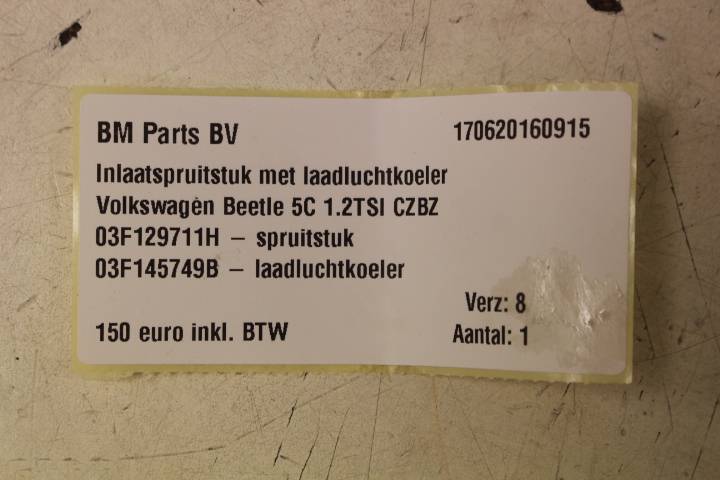 BM Parts BV 170620160915
Inlaatspruitstuk met laadluchtkoeler
Volkswagen Beetle 5C 1.2TSI CZBZ
03F129711H – spruitstuk
03F145749B – laadluchtkoeler
Verz: 8
150 euro inkl. BTW Aantal: 1